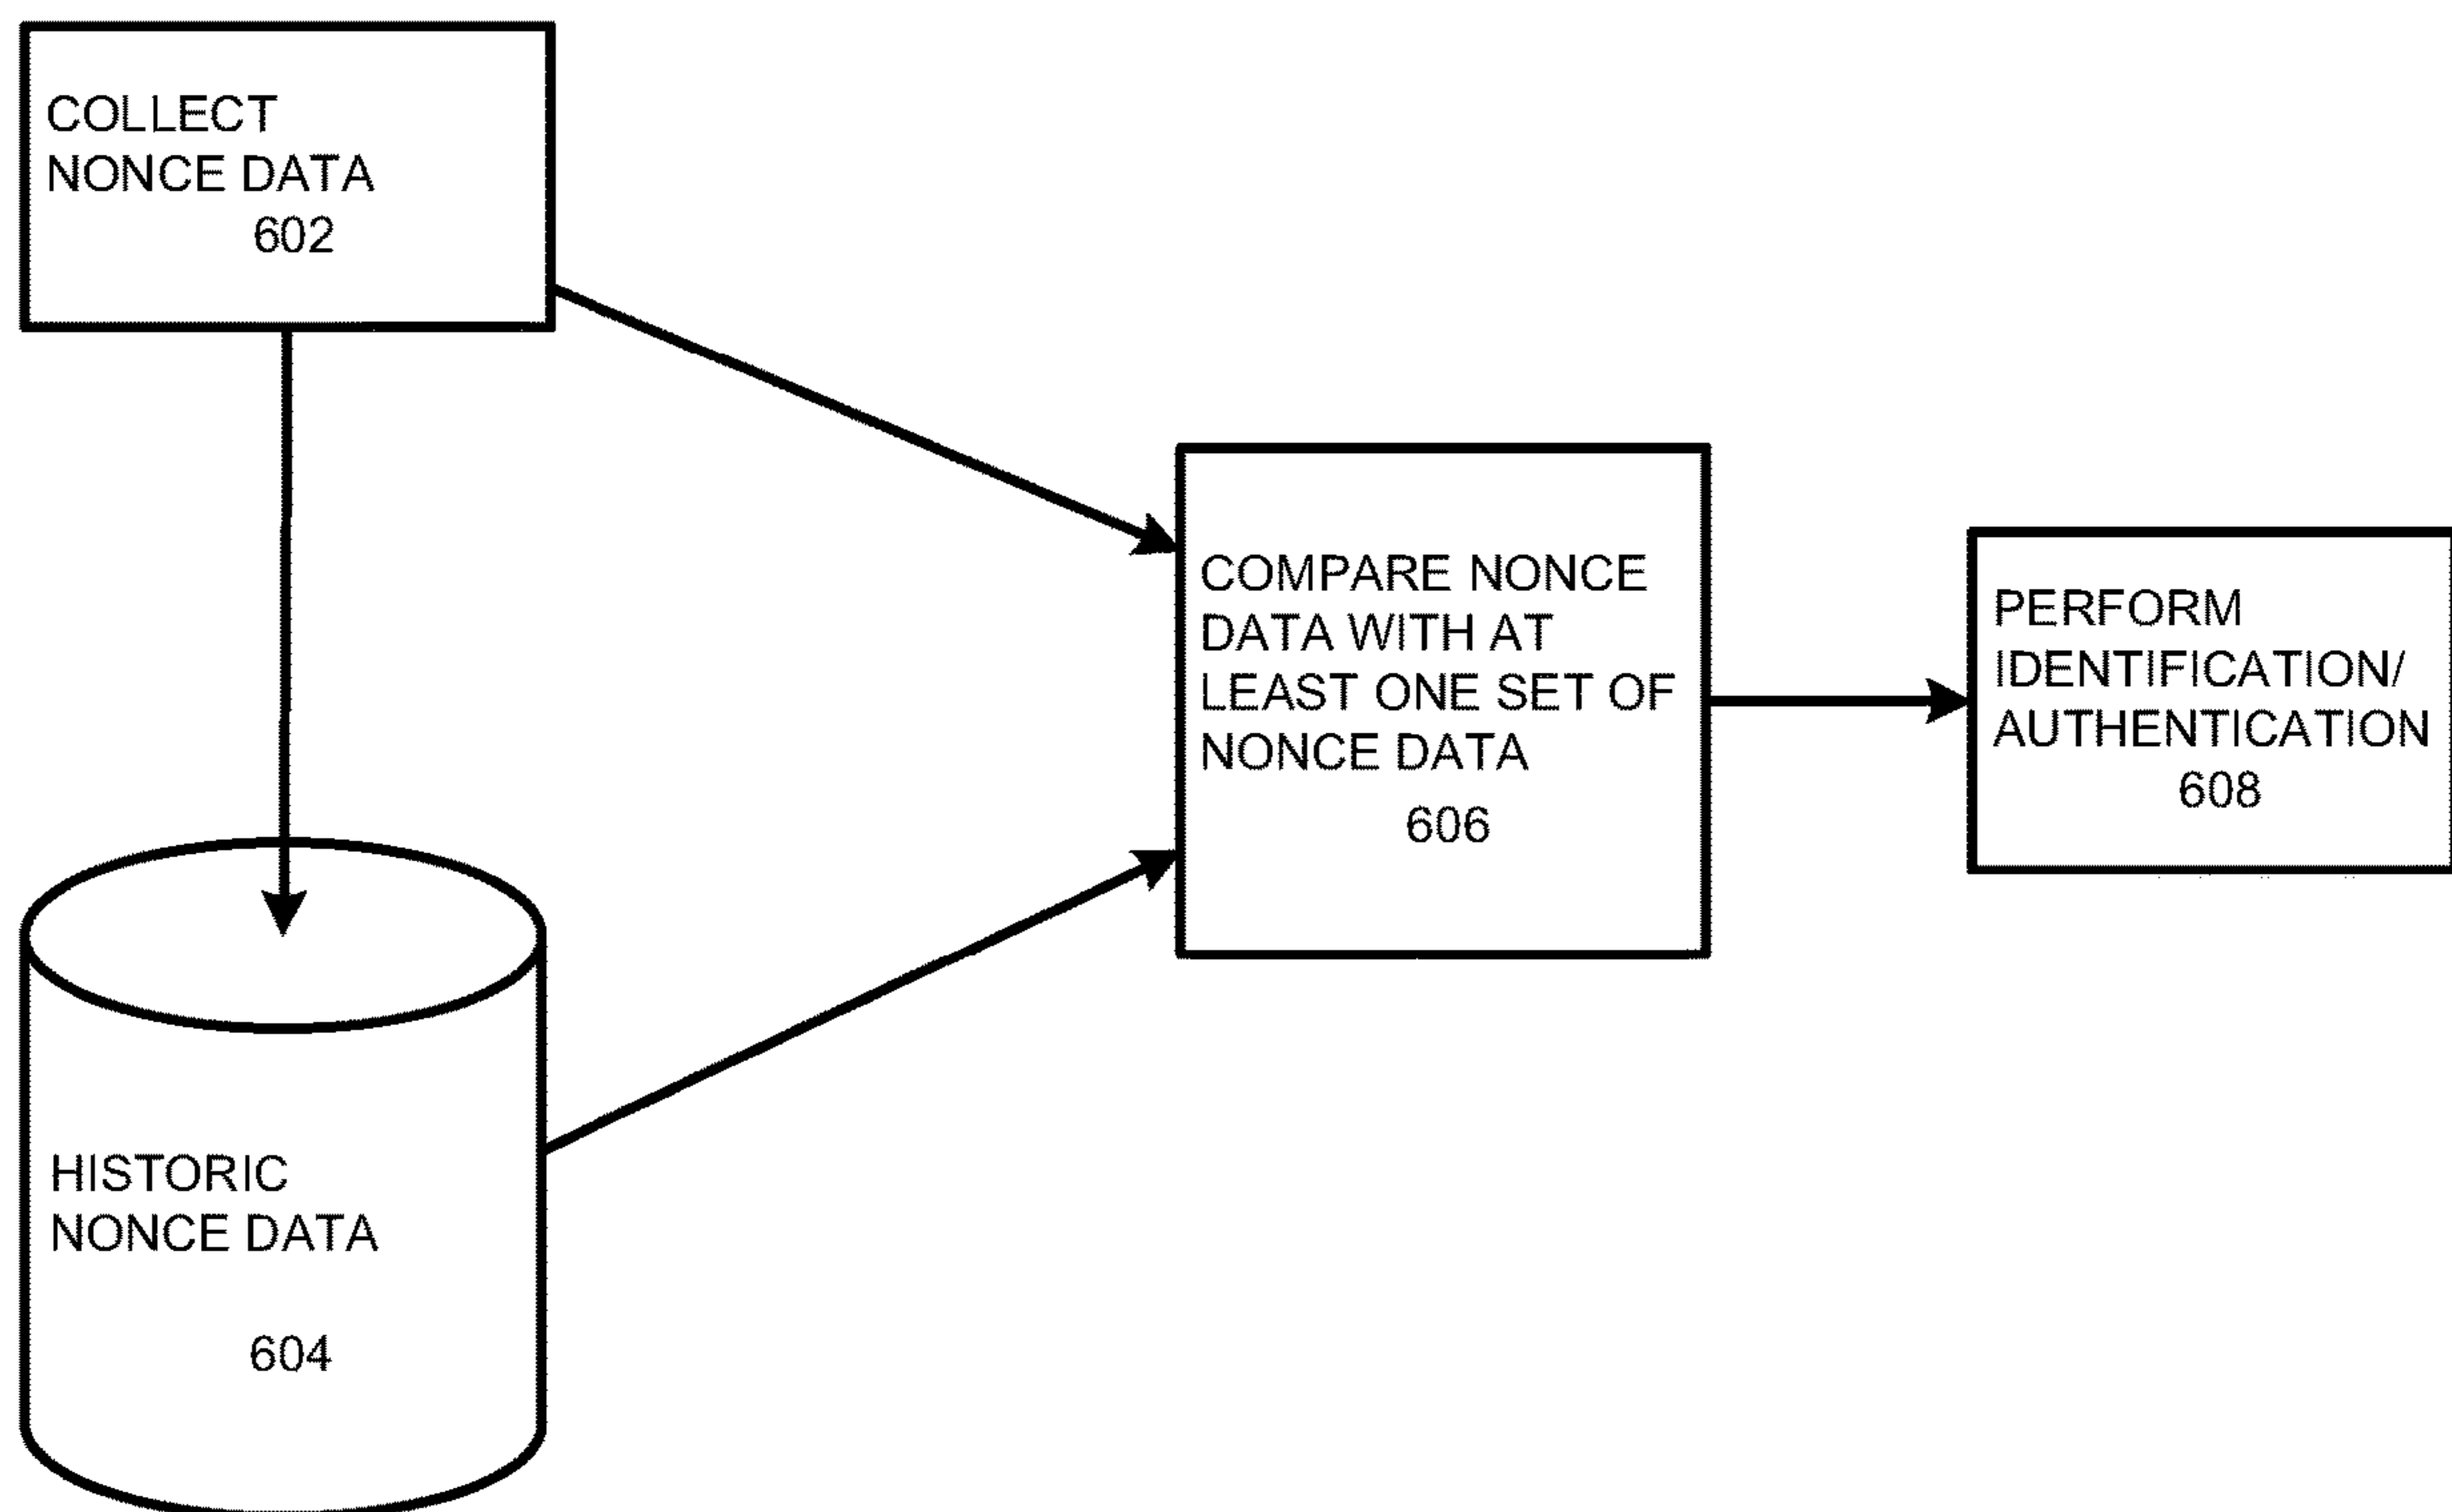 COLLECT
NONCE DATA
602
COMPARE NONCE
DATA WITH AT
LEAST ONE SET OF
NONCE DATA
606
PERFORM
IDENTIFICATION/
AUTHENTICATION
608
HISTORIC
NONCE DATA
604